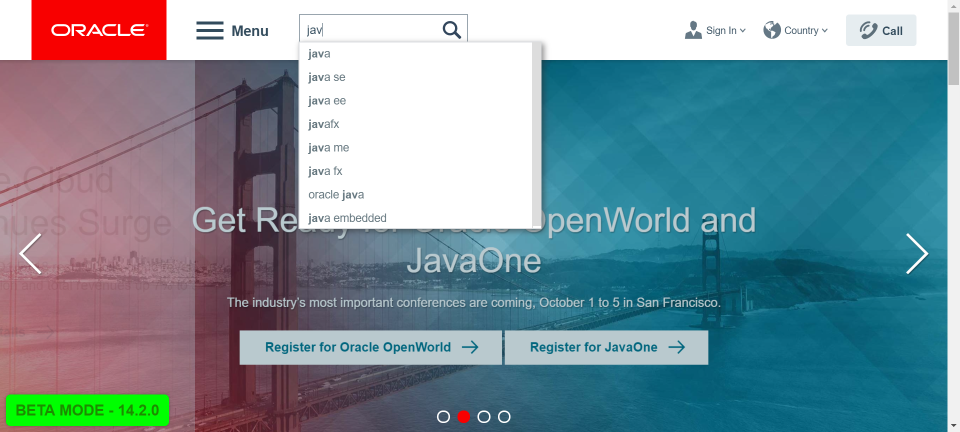 ORACLE
Menu
jav
Sign In
Country
Call
java
java se
java ee
javafx
java me
java fx
oracle java
java embedded
e Cloud
nues Surge
Get Ready for Oracle OpenWorld and
JavaOne
The industry's most important conferences are coming, October 1 to 5 in San Francisco.
Register for Oracle OpenWorld
Register for JavaOne
BETA MODE - 14.2.0